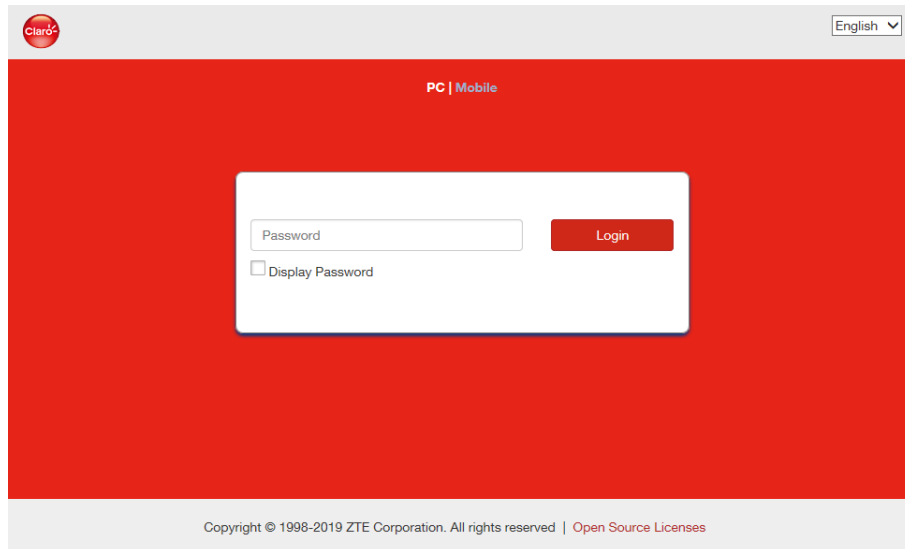 Claro
English
PC | Mobile
Password
Login
Display Password
Copyright © 1998-2019 ZTE Corporation. All rights reserved | Open Source Licenses